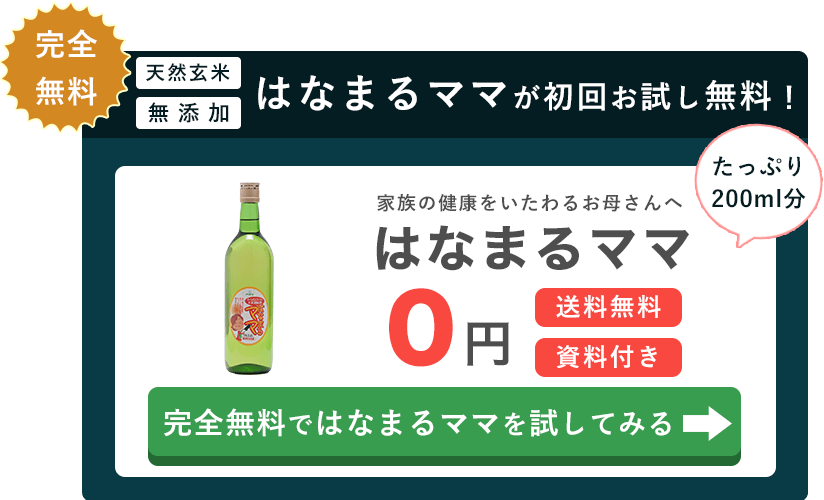 完全
無料
天然玄米
無添加
はなまるママが初回お試し無料!
たっぷり
200ml分
家族の健康をいたわるお母さんへ
はなまるママ
0円
送料無料
資料付き
完全無料ではなまるママを試してみる